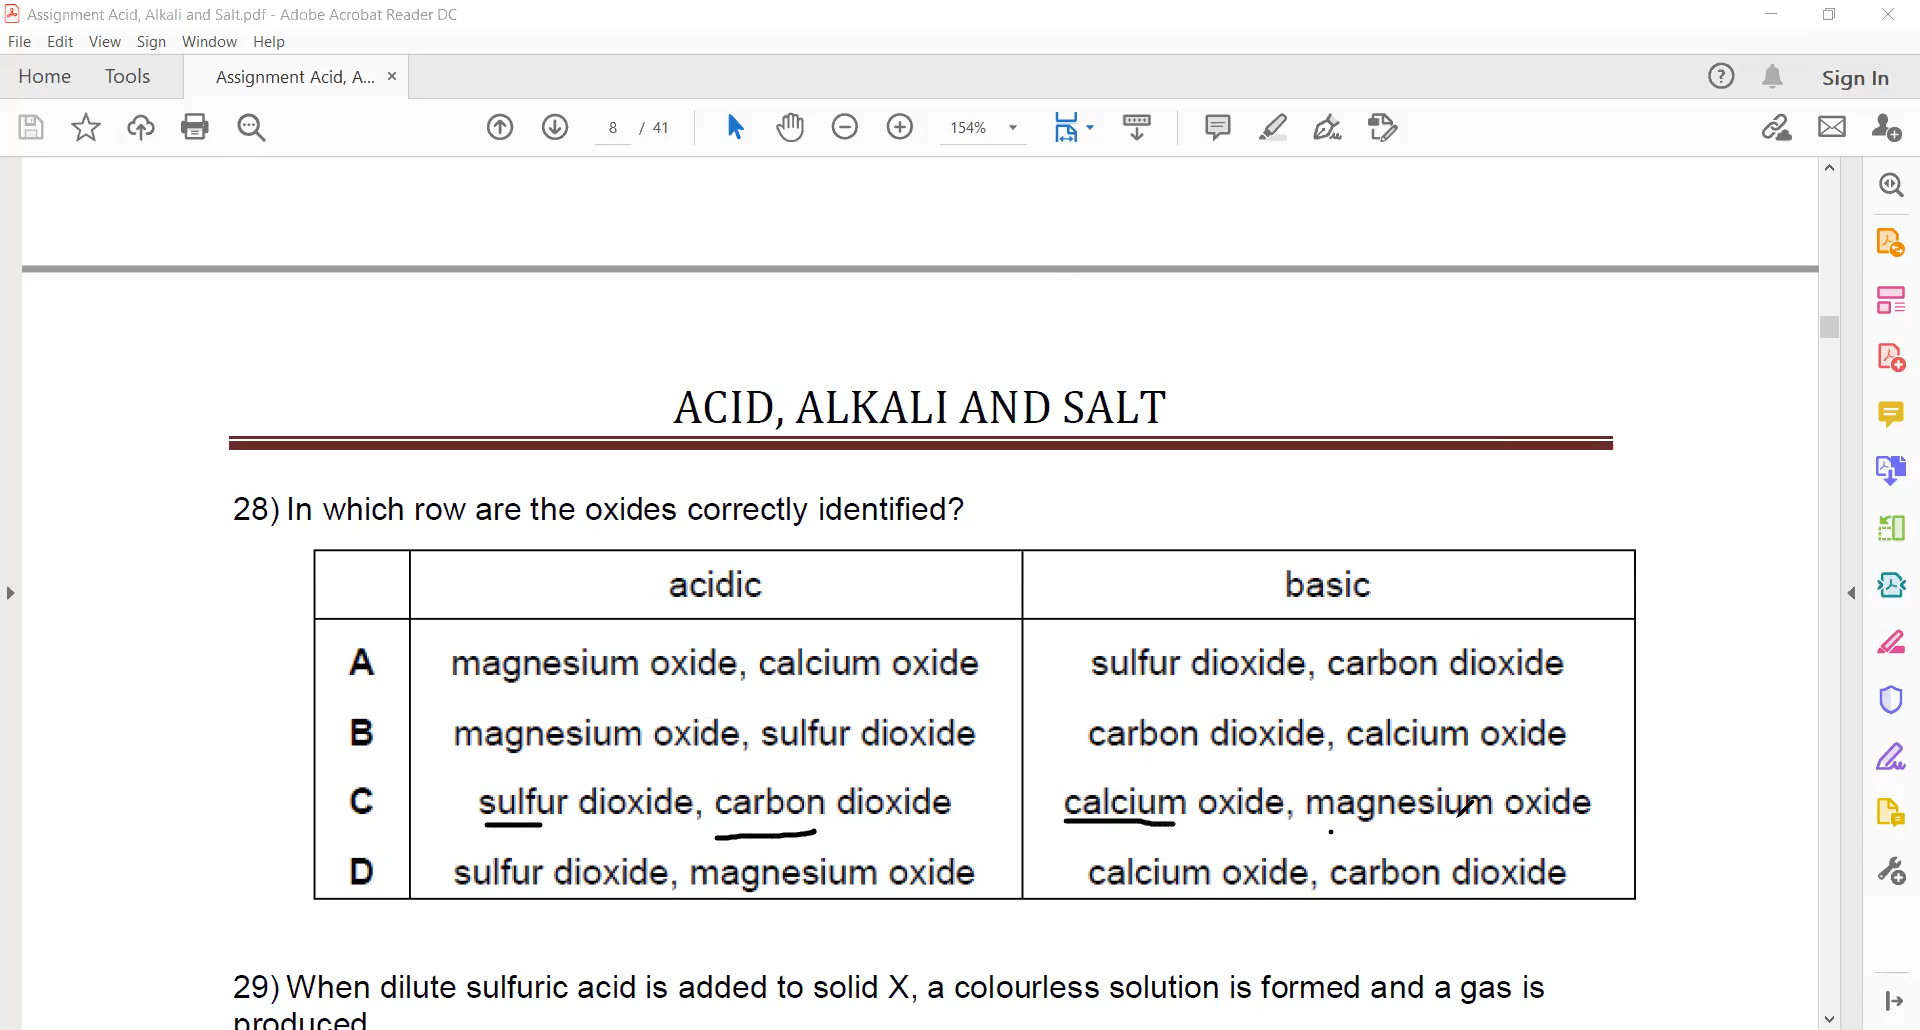 Assignment Acid, Alkali and Salt.pdf - Adobe Acrobat Reader DC
File Edit View Sign Window Help
Home Tools Assignment Acid, A... × Sign In
8 / 41 154%
ACID, ALKALI AND SALT
28) In which row are the oxides correctly identified?
acidic basic
A magnesium oxide, calcium oxide sulfur dioxide, carbon dioxide
B magnesium oxide, sulfur dioxide carbon dioxide, calcium oxide
C sulfur dioxide, carbon dioxide calcium oxide, magnesium oxide
D sulfur dioxide, magnesium oxide calcium oxide, carbon dioxide
29) When dilute sulfuric acid is added to solid X, a colourless solution is formed and a gas is
produced